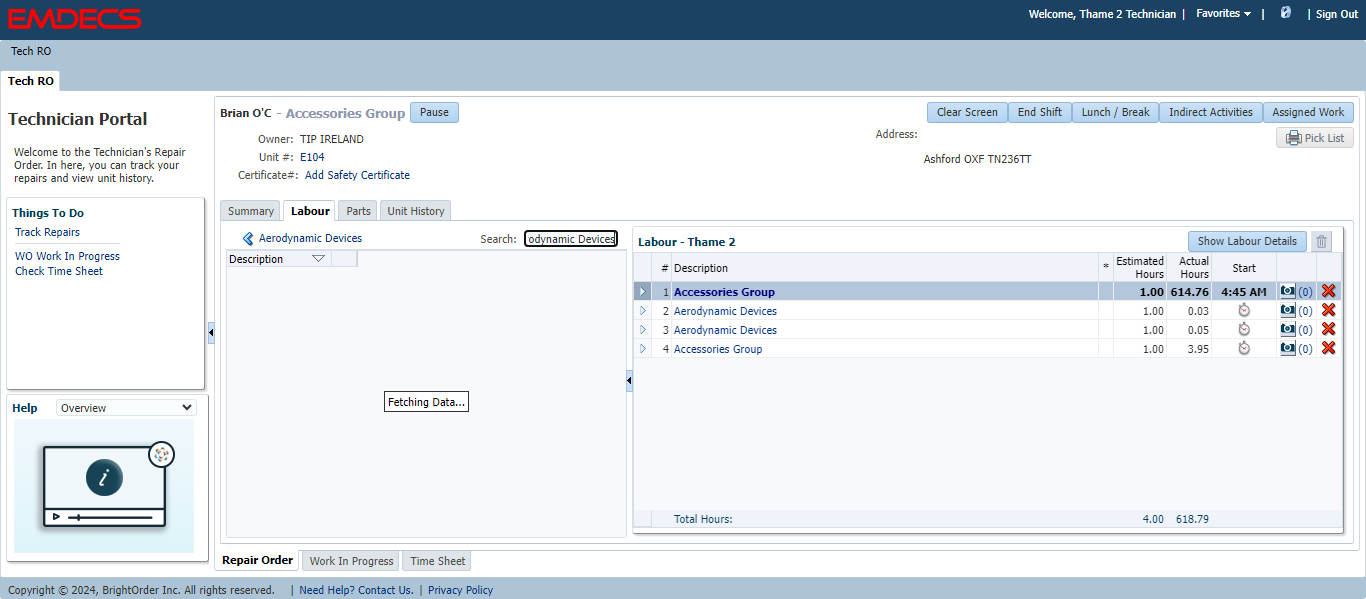 EMDECS
Welcome, Thame 2 Technician | Favorites | | Sign Out
Tech RO
Tech RO
Technician Portal
Welcome to the Technician's Repair
Order. In here, you can track your
repairs and view unit history.
Things To Do
Track Repairs
WO Work In Progress
Check Time Sheet
Help Overview
i
Brian O'C - Accessories Group Pause
Clear Screen End Shift Lunch / Break Indirect Activities Assigned Work
Owner: TIP IRELAND
Unit #: E104
Certificate#: Add Safety Certificate
Address:
Ashford OXF TN236TT
Pick List
Summary Labour Parts Unit History
Aerodynamic Devices Search: odynamic Devices
Description
Fetching Data...
Labour - Thame 2 Show Labour Details
# Description * Estimated Hours Actual Hours Start
1 Accessories Group 1.00 614.76 4:45 AM (0)
2 Aerodynamic Devices 1.00 0.03 (0)
3 Aerodynamic Devices 1.00 0.05 (0)
4 Accessories Group 1.00 3.95 (0)
Total Hours: 4.00 618.79
Repair Order Work In Progress Time Sheet
Copyright © 2024, BrightOrder Inc. All rights reserved. | Need Help? Contact Us. | Privacy Policy